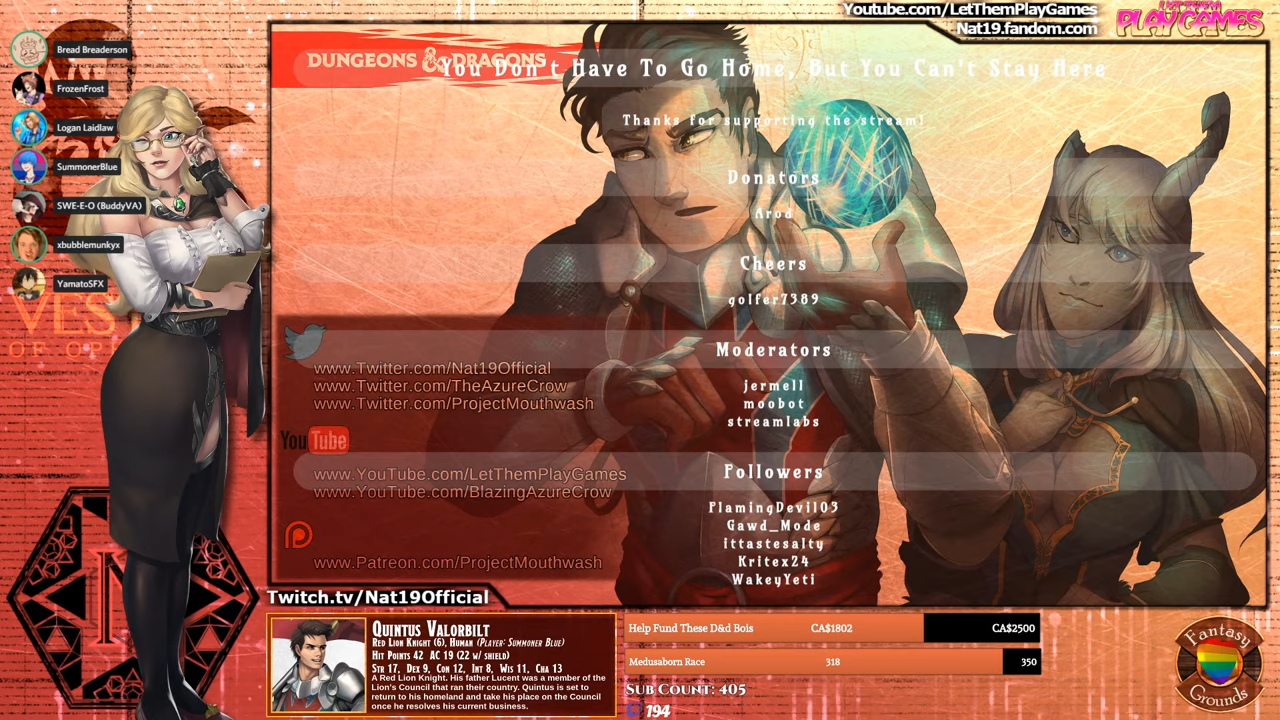 Youtube.com/LetThemPlayGames
Nat19.fandom.com
LET THEM
PLAY GAMES
Bread Breaderson
FrozenFrost
Logan Laidlaw
SummonerBlue
SWE-E-O (BuddyVA)
xbubblemunkyx
YamatoSFX
DUNGEONS & DRAGONS
You Don't Have To Go Home, But You Can't Stay Here
Thanks for supporting the stream!
Donators
Arod
Cheers
golfer7389
Moderators
jermell
moobot
streamlabs
Followers
FlamingDevil03
Gawd_Mode
ittastesalty
Kritex24
WakeyYeti
www.Twitter.com/Nat19Official
www.Twitter.com/TheAzureCrow
www.Twitter.com/ProjectMouthwash
YouTube
www.YouTube.com/LetThemPlayGames
www.YouTube.com/BlazingAzureCrow
www.Patreon.com/ProjectMouthwash
Twitch.tv/Nat19Official
QUINTUS VALORBILT
RED LION KNIGHT (6), HUMAN (PLAYER: SUMMONER BLUE)
HIT POINTS 42 AC 19 (22 W/ SHIELD)
STR 17, DEX 9, CON 12, INT 8, WIS 11, CHA 13
A Red Lion Knight. His father Lucent was a member of the
Lion's Council that ran their country. Quintus is set to
return to his homeland and take his place on the Council
once he resolves his current business.
Help Fund These D&d Bois CA$1802 CA$2500
Medusaborn Race 318 350
SUB COUNT: 405
194
Fantasy
Grounds